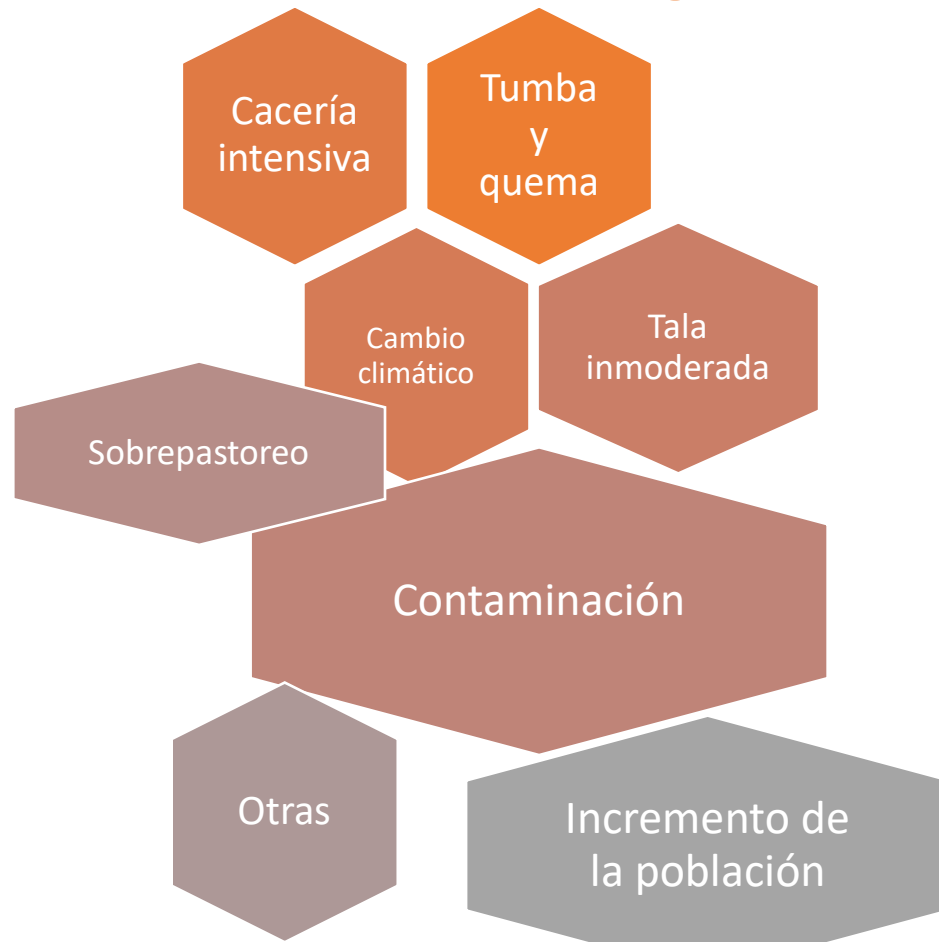 Cacería
intensiva
Tumba
y
quema
Cambio
climático
Tala
inmoderada
Sobrepastoreo
Contaminación
Otras
Incremento de
la población